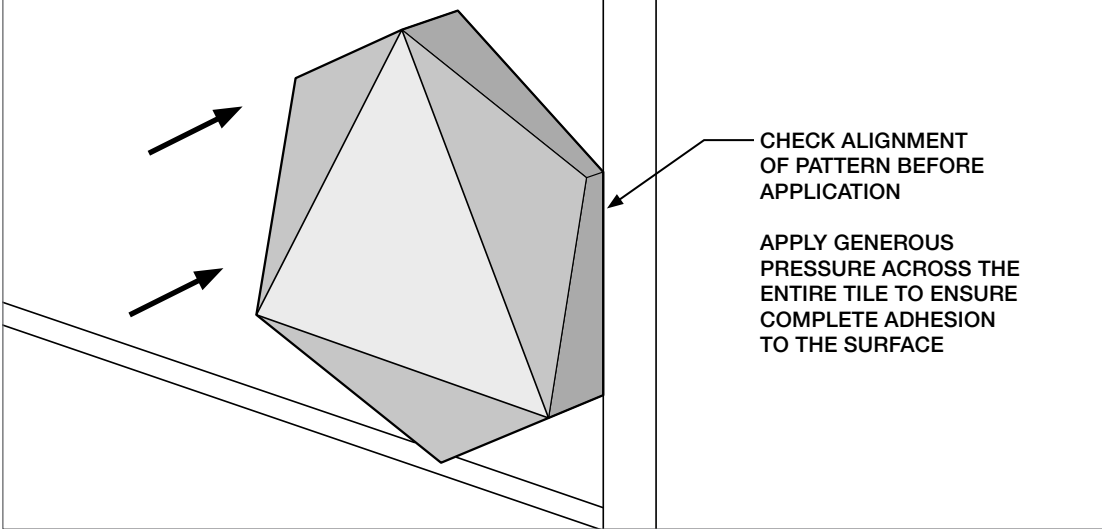 CHECK ALIGNMENT
OF PATTERN BEFORE
APPLICATION
APPLY GENEROUS
PRESSURE ACROSS THE
ENTIRE TILE TO ENSURE
COMPLETE ADHESION
TO THE SURFACE